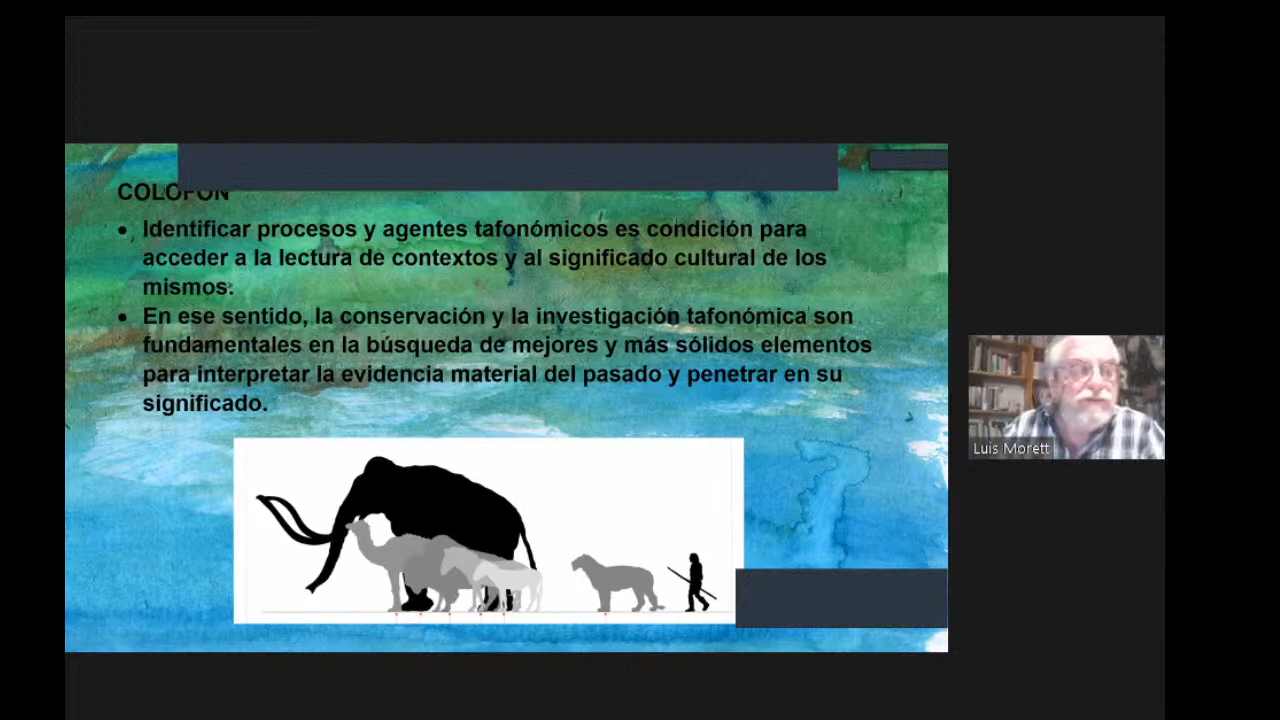 COLOFÓN
• Identificar procesos y agentes tafonómicos es condición para
acceder a la lectura de contextos y al significado cultural de los
mismos.
• En ese sentido, la conservación y la investigación tafonómica son
fundamentales en la búsqueda de mejores y más sólidos elementos
para interpretar la evidencia material del pasado y penetrar en su
significado.
Luis Morett